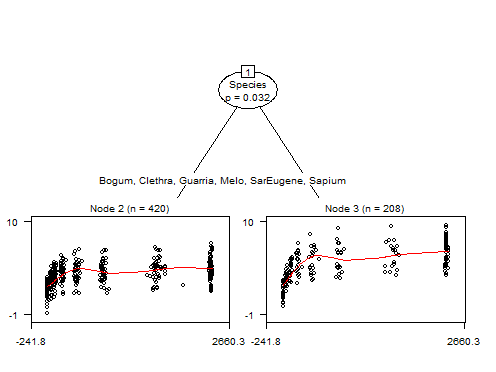 1
Species
p = 0.032
Bogum, Clethra, Guarria, Melo, SarEugene, Sapium
Node 2 (n = 420)
Node 3 (n = 208)
10
-1
-241.8
2660.3
10
-1
-241.8
2660.3